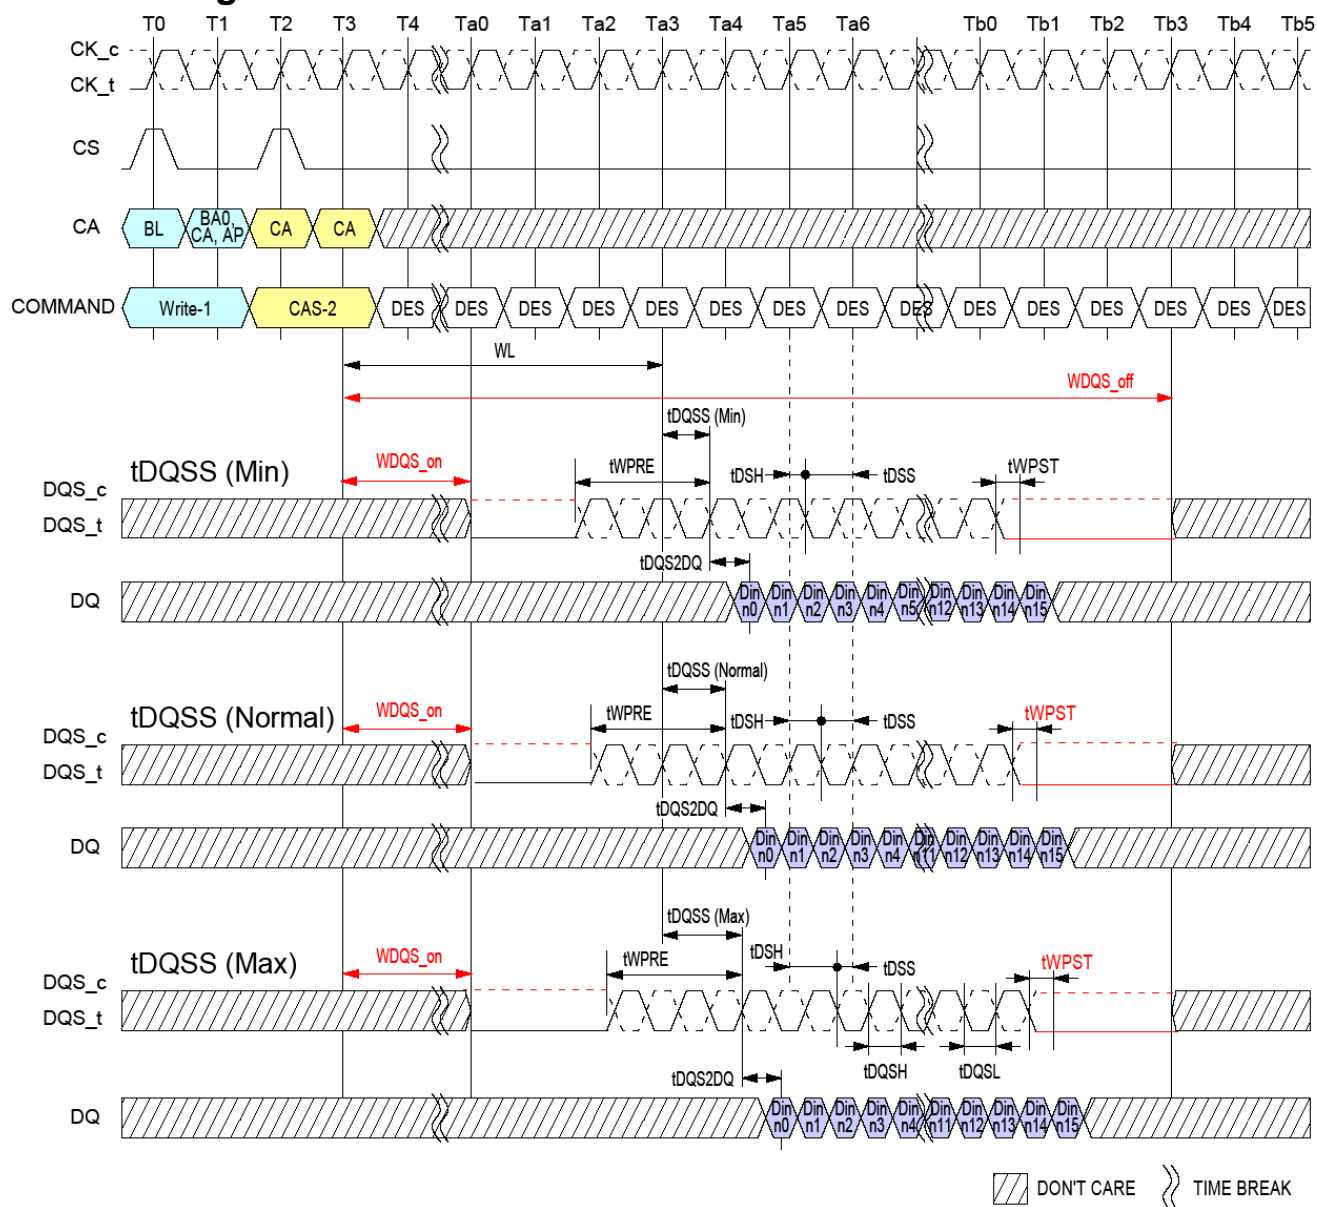 T0 T1 T2 T3 T4 Ta0 Ta1 Ta2 Ta3 Ta4 Ta5 Ta6 Tb0 Tb1 Tb2 Tb3 Tb4 Tb5
CK_c
CK_t
CS
CA BL BA0, CA, AP CA CA
COMMAND Write-1 CAS-2 DES DES DES DES DES DES DES DES DES DES DES DES DES DES DES
WL
WDQS_off
tDQSS (Min)
tDQSS (Min) WDQS_on tWPRE tDSH tDSS tWPST
DQS_c
DQS_t
tDQS2DQ
DQ Din n0 Din n1 Din n2 Din n3 Din n4 Din n5 Din n12 Din n13 Din n14 Din n15
tDQSS (Normal)
tDQSS (Normal) WDQS_on tWPRE tDSH tDSS tWPST
DQS_c
DQS_t
tDQS2DQ
DQ Din n0 Din n1 Din n2 Din n3 Din n4 Din n11 Din n12 Din n13 Din n14 Din n15
tDQSS (Max)
tDQSS (Max) WDQS_on tWPRE tDSH tDSS tWPST
DQS_c
DQS_t
tDQSH tDQSL
tDQS2DQ
DQ Din n0 Din n1 Din n2 Din n3 Din n4 Din n11 Din n12 Din n13 Din n14 Din n15
DON'T CARE TIME BREAK